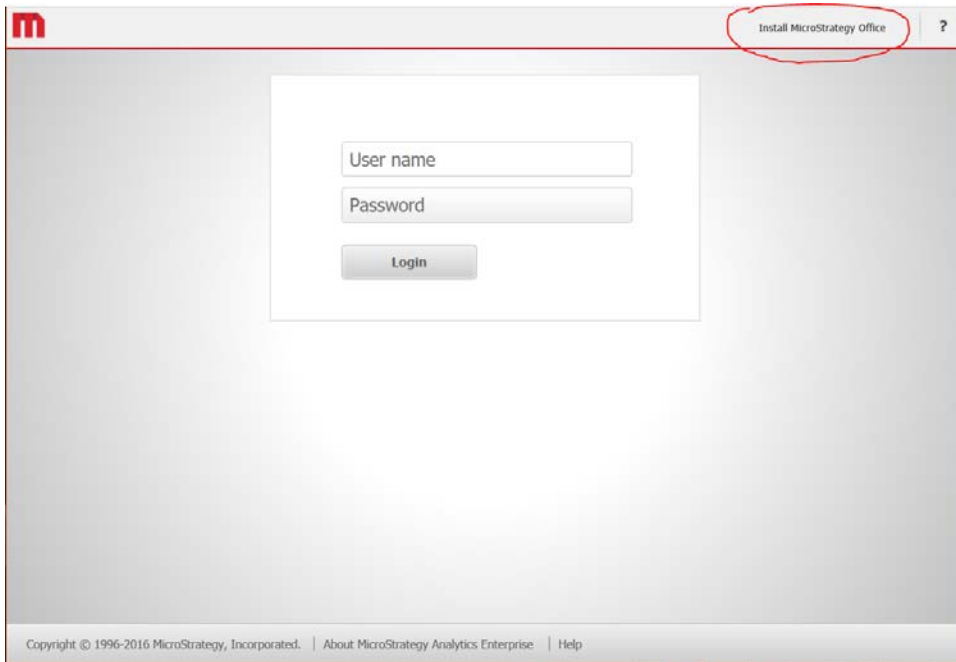 Install MicroStrategy Office ?
User name
Password
Login
Copyright © 1996-2016 MicroStrategy, Incorporated. | About MicroStrategy Analytics Enterprise | Help